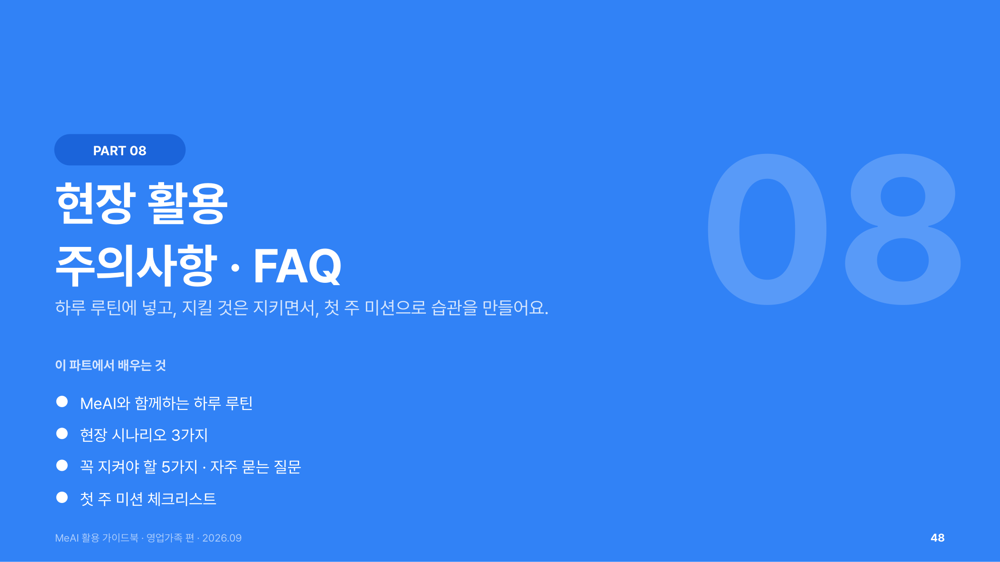 PART 08
현장 활용
주의사항 · FAQ
08
하루 루틴에 넣고, 지킬 것은 지키면서, 첫 주 미션으로 습관을 만들어요.
이 파트에서 배우는 것
● MeAI와 함께하는 하루 루틴
● 현장 시나리오 3가지
● 꼭 지켜야 할 5가지 · 자주 묻는 질문
● 첫 주 미션 체크리스트
MeAI 활용 가이드북 · 영업가족 편 · 2026.09
48